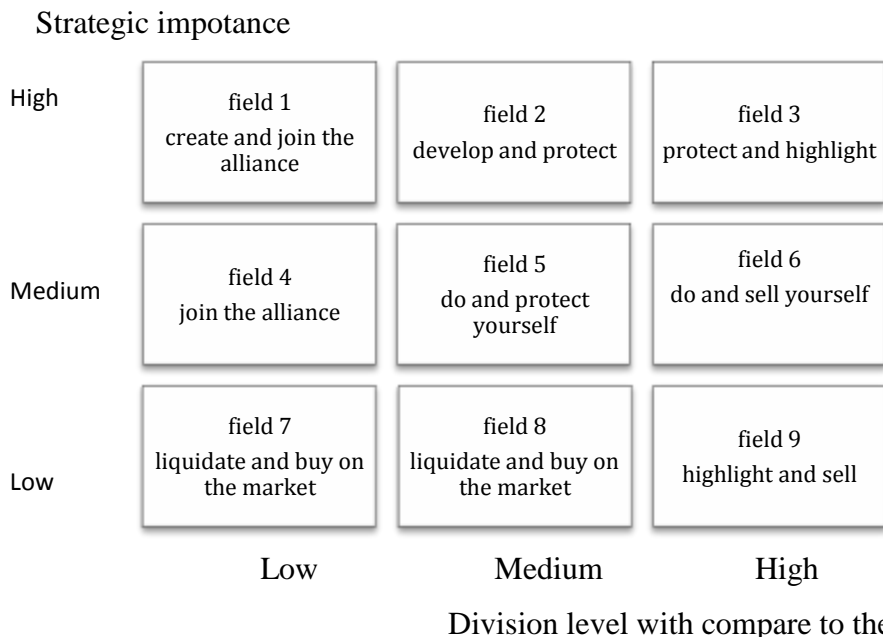 Strategic impotance
High
field 1
create and join the
alliance
field 2
develop and protect
field 3
protect and highlight
Medium
field 4
join the alliance
field 5
do and protect
yourself
field 6
do and sell yourself
Low
field 7
liquidate and buy on
the market
field 8
liquidate and buy on
the market
field 9
highlight and sell
Low
Medium
High
Division level with compare to the